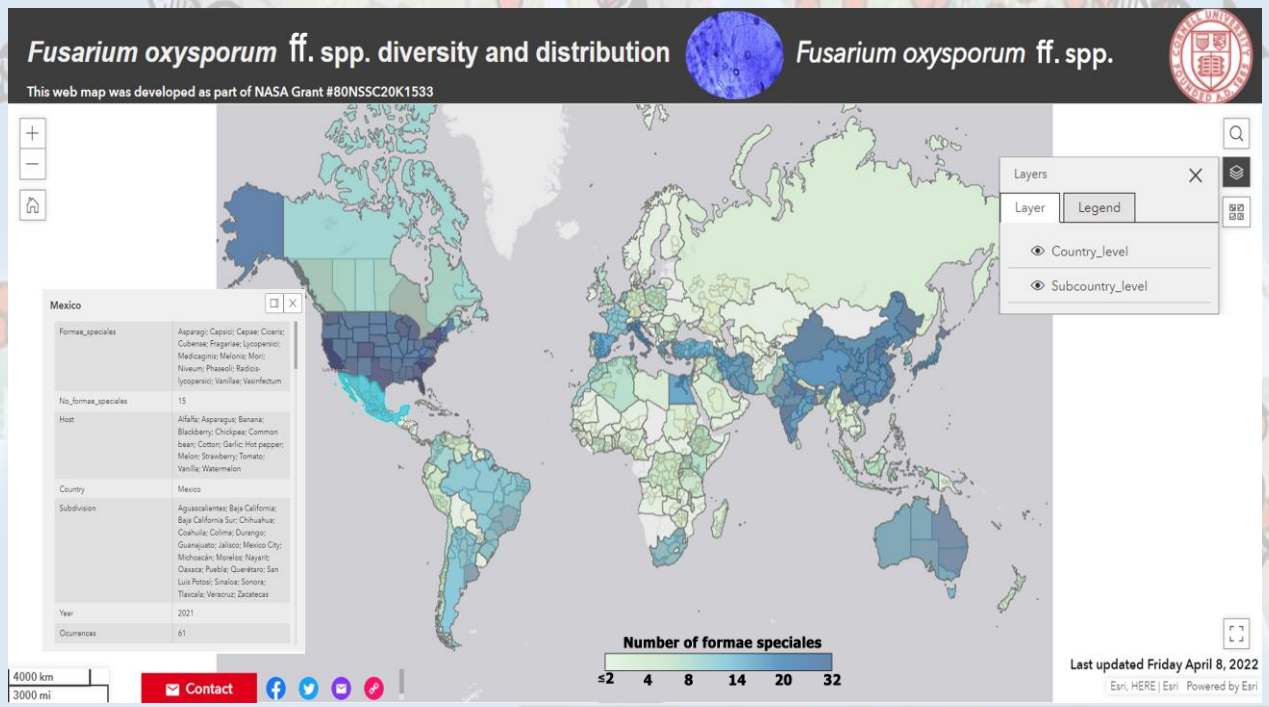 Fusarium oxysporum ff. spp. diversity and distribution
Fusarium oxysporum ff. spp.
This web map was developed as part of NASA Grant #80NSSC20K1533
CORNELL UNIVERSITY
FOUNDED A.D. 1865
+
−
Layers
Layer
Legend
Country_level
Subcountry_level
Mexico
Formae_speciales
Asparagi; Capsici; Cepae; Ciceris;
Cubense; Fragariae; Lycopersici;
Medicaginis; Melonis; Mori;
Niveum; Phaseoli; Radicis-
lycopersici; Vanillae; Vasinfectum
No_formae_speciales
15
Host
Alfalfa; Asparagus; Banana;
Blackberry; Chickpea; Common
bean; Cotton; Garlic; Hot pepper;
Melon; Strawberry; Tomato;
Vanilla; Watermelon
Country
Mexico
Subdivision
Aguascalientes; Baja California;
Baja California Sur; Chihuahua;
Coahuila; Colima; Durango;
Guanajuato; Jalisco; Mexico City;
Michoacán; Morelos; Nayarit;
Oaxaca; Puebla; Querétaro; San
Luis Potosí; Sinaloa; Sonora;
Tlaxcala; Veracruz; Zacatecas
Year
2021
Ocurrences
61
Number of formae speciales
≤2 4 8 14 20 32
4000 km
3000 mi
Contact
Last updated Friday April 8, 2022
Esri, HERE | Esri Powered by Esri